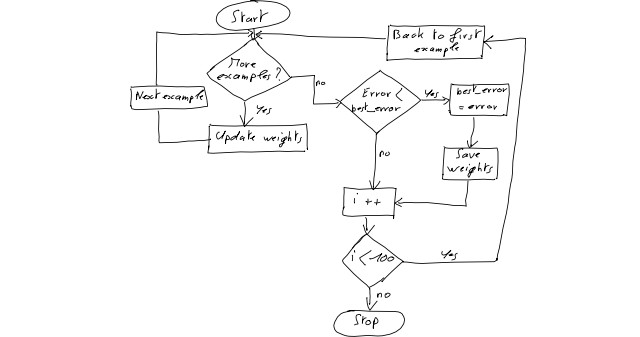 Start
Back to first
example
More
examples?
no
Next example
yes
Update weights
Error <
best_error
yes
best_error
= error
no
Save
weights
i ++
i < 100
yes
no
Stop